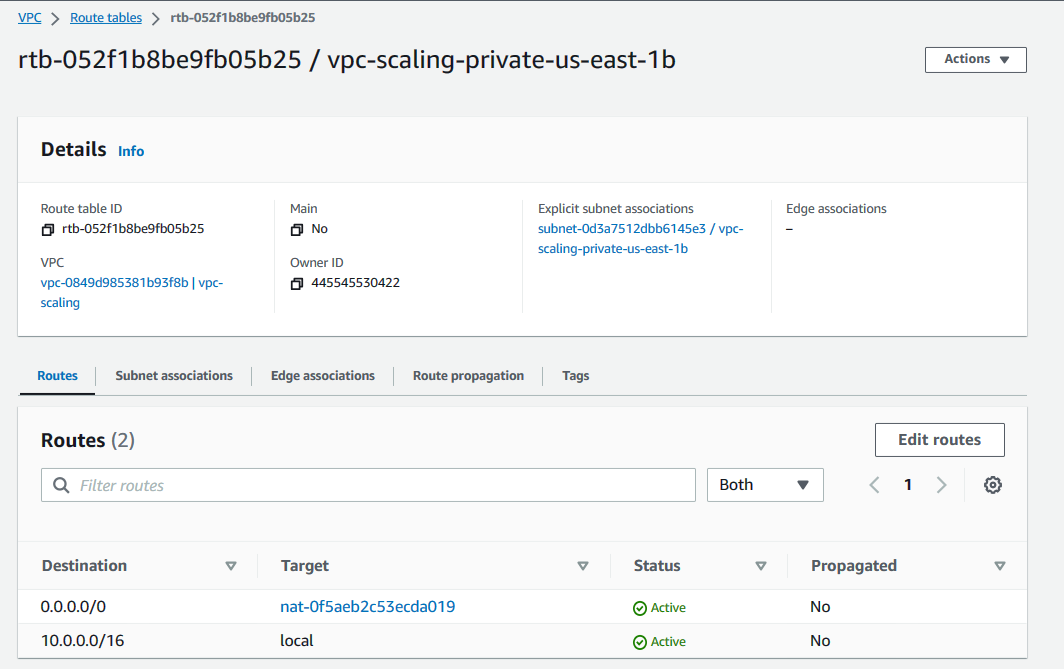 VPC > Route tables > rtb-052f1b8be9fb05b25
rtb-052f1b8be9fb05b25 / vpc-scaling-private-us-east-1b
Actions
Details Info
Route table ID
rtb-052f1b8be9fb05b25
VPC
vpc-0849d985381b93f8b | vpc-
scaling
Main
No
Owner ID
445545530422
Explicit subnet associations
subnet-0d3a7512dbb6145e3 / vpc-
scaling-private-us-east-1b
Edge associations
–
Routes Subnet associations Edge associations Route propagation Tags
Routes (2)
Edit routes
Filter routes
Both
1
Destination Target Status Propagated
0.0.0.0/0 nat-0f5aeb2c53ecda019 Active No
10.0.0.0/16 local Active No